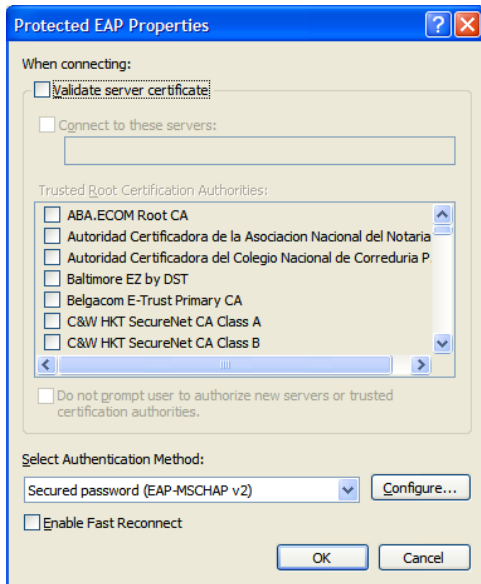 Protected EAP Properties
When connecting:
Validate server certificate
Connect to these servers:
Trusted Root Certification Authorities:
ABA.ECOM Root CA
Autoridad Certificadora de la Asociacion Nacional del Notaria
Autoridad Certificadora del Colegio Nacional de Correduria P.
Baltimore EZ by DST
Belgacom E-Trust Primary CA
C&W HKT SecureNet CA Class A
C&W HKT SecureNet CA Class B
Do not prompt user to authorize new servers or trusted
certification authorities.
Select Authentication Method:
Secured password (EAP-MSCHAP v2) Configure...
Enable Fast Reconnect
OK Cancel